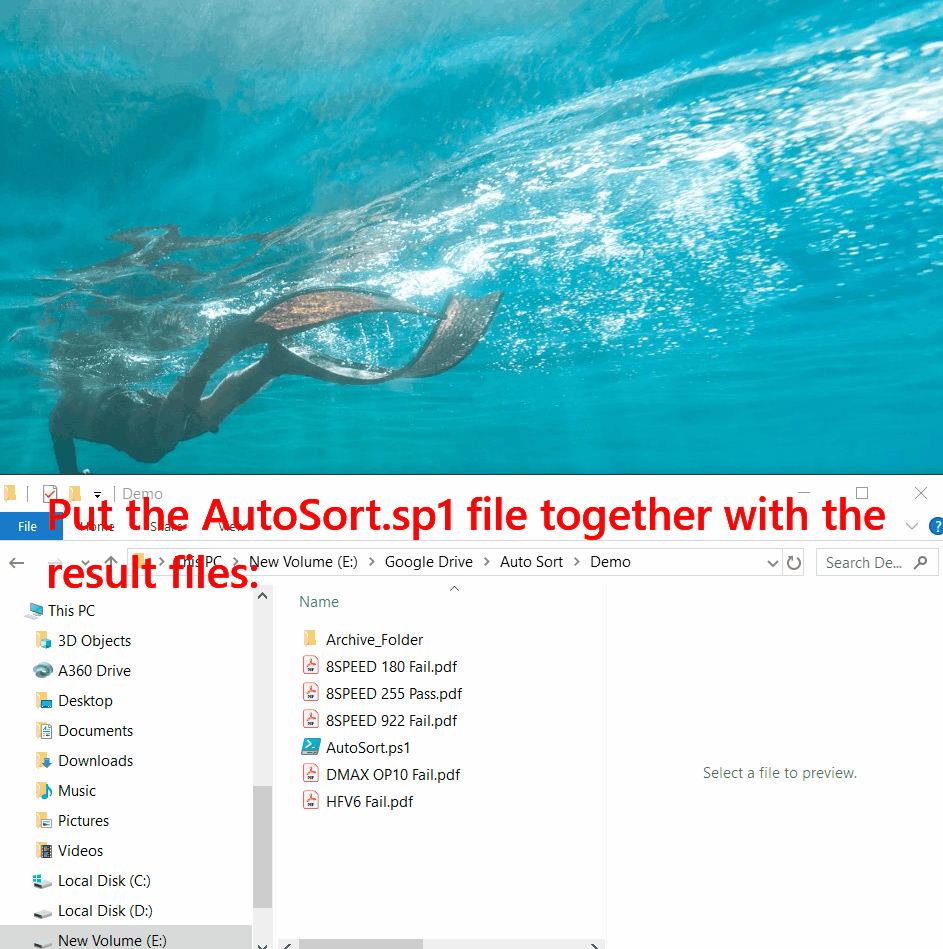 Demo
Put the AutoSort.sp1 file together with the
result files:
File Home Share View
?
This PC New Volume (E:) Google Drive Auto Sort Demo
Search De...
This PC
3D Objects
A360 Drive
Desktop
Documents
Downloads
Music
Pictures
Videos
Local Disk (C:)
Local Disk (D:)
New Volume (E:)
Name
Archive_Folder
8SPEED 180 Fail.pdf
8SPEED 255 Pass.pdf
8SPEED 922 Fail.pdf
AutoSort.ps1
DMAX OP10 Fail.pdf
HFV6 Fail.pdf
Select a file to preview.